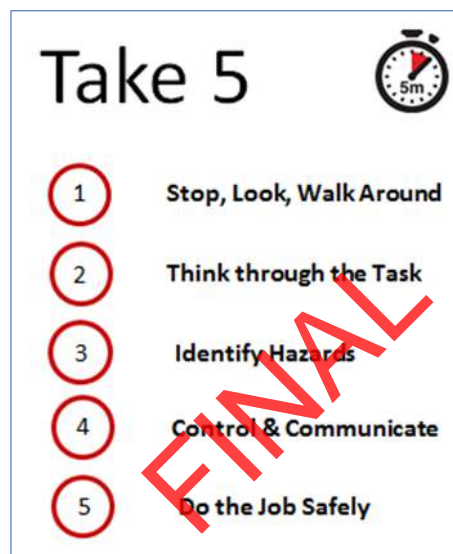 Take 5
5m
1 Stop, Look, Walk Around
2 Think through the Task
3 Identify Hazards
4 Control & Communicate
5 Do the Job Safely
FINAL